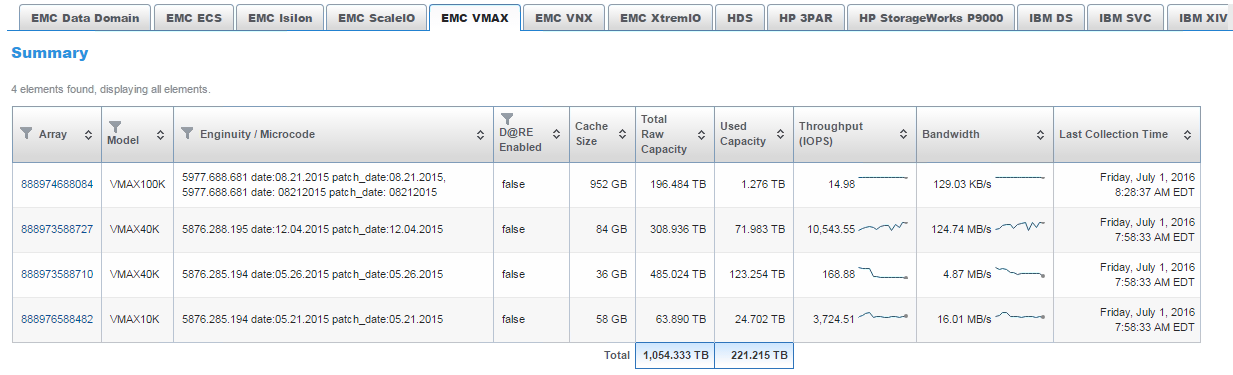 EMC Data Domain EMC ECS EMC Isilon EMC ScaleIO EMC VMAX EMC VNX EMC XtremIO HDS HP 3PAR HP StorageWorks P9000 IBM DS IBM SVC IBM XIV
Summary
4 elements found, displaying all elements.
Array Model Enginuity / Microcode D@RE Enabled Cache Size Total Raw Capacity Used Capacity Throughput (IOPS) Bandwidth Last Collection Time
888974688084 VMAX100K 5977.688.681 date:08.21.2015 patch_date:08.21.2015, 5977.688.681 date: 08212015 patch_date: 08212015 false 952 GB 196.484 TB 1.276 TB 14.98 129.03 KB/s Friday, July 1, 2016 8:28:37 AM EDT
888973588727 VMAX40K 5876.288.195 date:12.04.2015 patch_date:12.04.2015 false 84 GB 308.936 TB 71.983 TB 10,543.55 124.74 MB/s Friday, July 1, 2016 7:58:33 AM EDT
888973588710 VMAX40K 5876.285.194 date:05.26.2015 patch_date:05.26.2015 false 36 GB 485.024 TB 123.254 TB 168.88 4.87 MB/s Friday, July 1, 2016 7:58:33 AM EDT
888976588482 VMAX10K 5876.285.194 date:05.21.2015 patch_date:05.21.2015 false 58 GB 63.890 TB 24.702 TB 3,724.51 16.01 MB/s Friday, July 1, 2016 7:58:33 AM EDT
Total 1,054.333 TB 221.215 TB